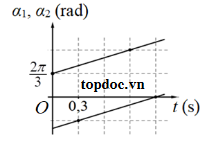 α₁, α₂ (rad)
2π
3
topdoc.vn
O
0,3
t (s)